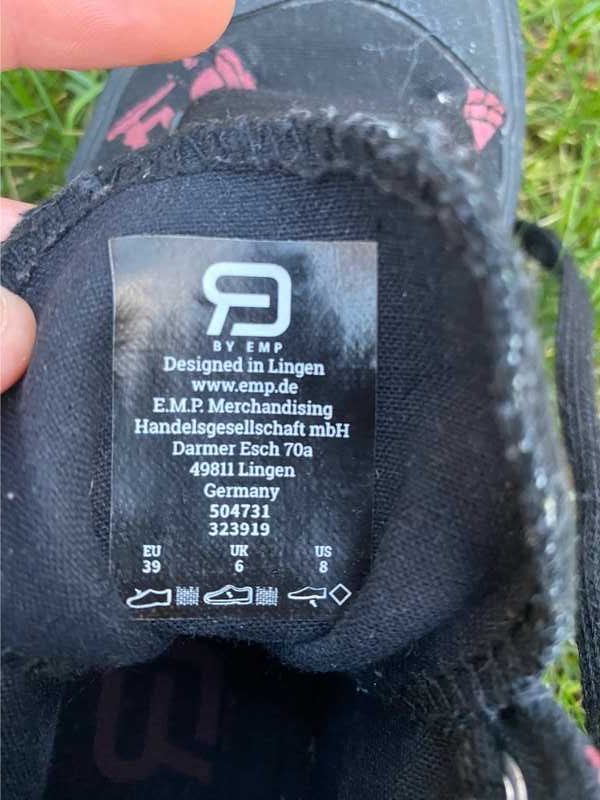 BY EMP
Designed in Lingen
www.emp.de
E.M.P. Merchandising
Handelsgesellschaft mbH
Darmer Esch 70a
49811 Lingen
Germany
504731
323919
EU UK US
39 6 8